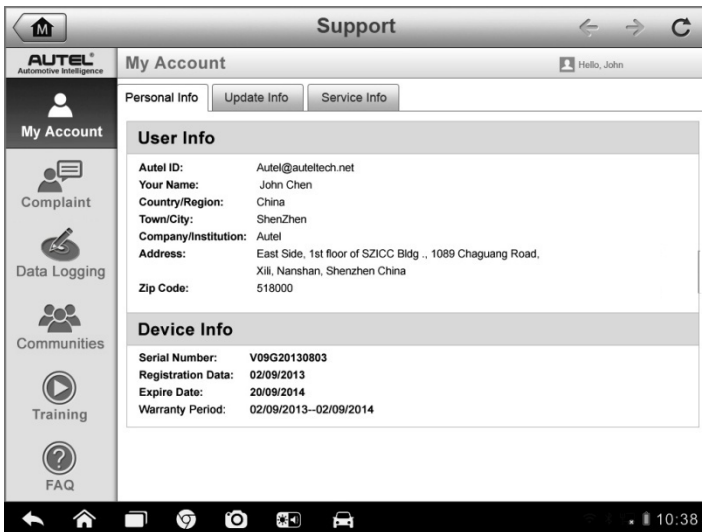 M
Support
AUTEL®
Automotive Intelligence
My Account
Hello, John
Personal Info
Update Info
Service Info
My Account
User Info
Autel ID: Autel@auteltech.net
Your Name: John Chen
Country/Region: China
Town/City: ShenZhen
Company/Institution: Autel
Address: East Side, 1st floor of SZICC Bldg ., 1089 Chaguang Road,
Xili, Nanshan, Shenzhen China
Zip Code: 518000
Complaint
Data Logging
Communities
Device Info
Serial Number: V09G20130803
Registration Data: 02/09/2013
Expire Date: 20/09/2014
Warranty Period: 02/09/2013--02/09/2014
Training
?
FAQ
10:38